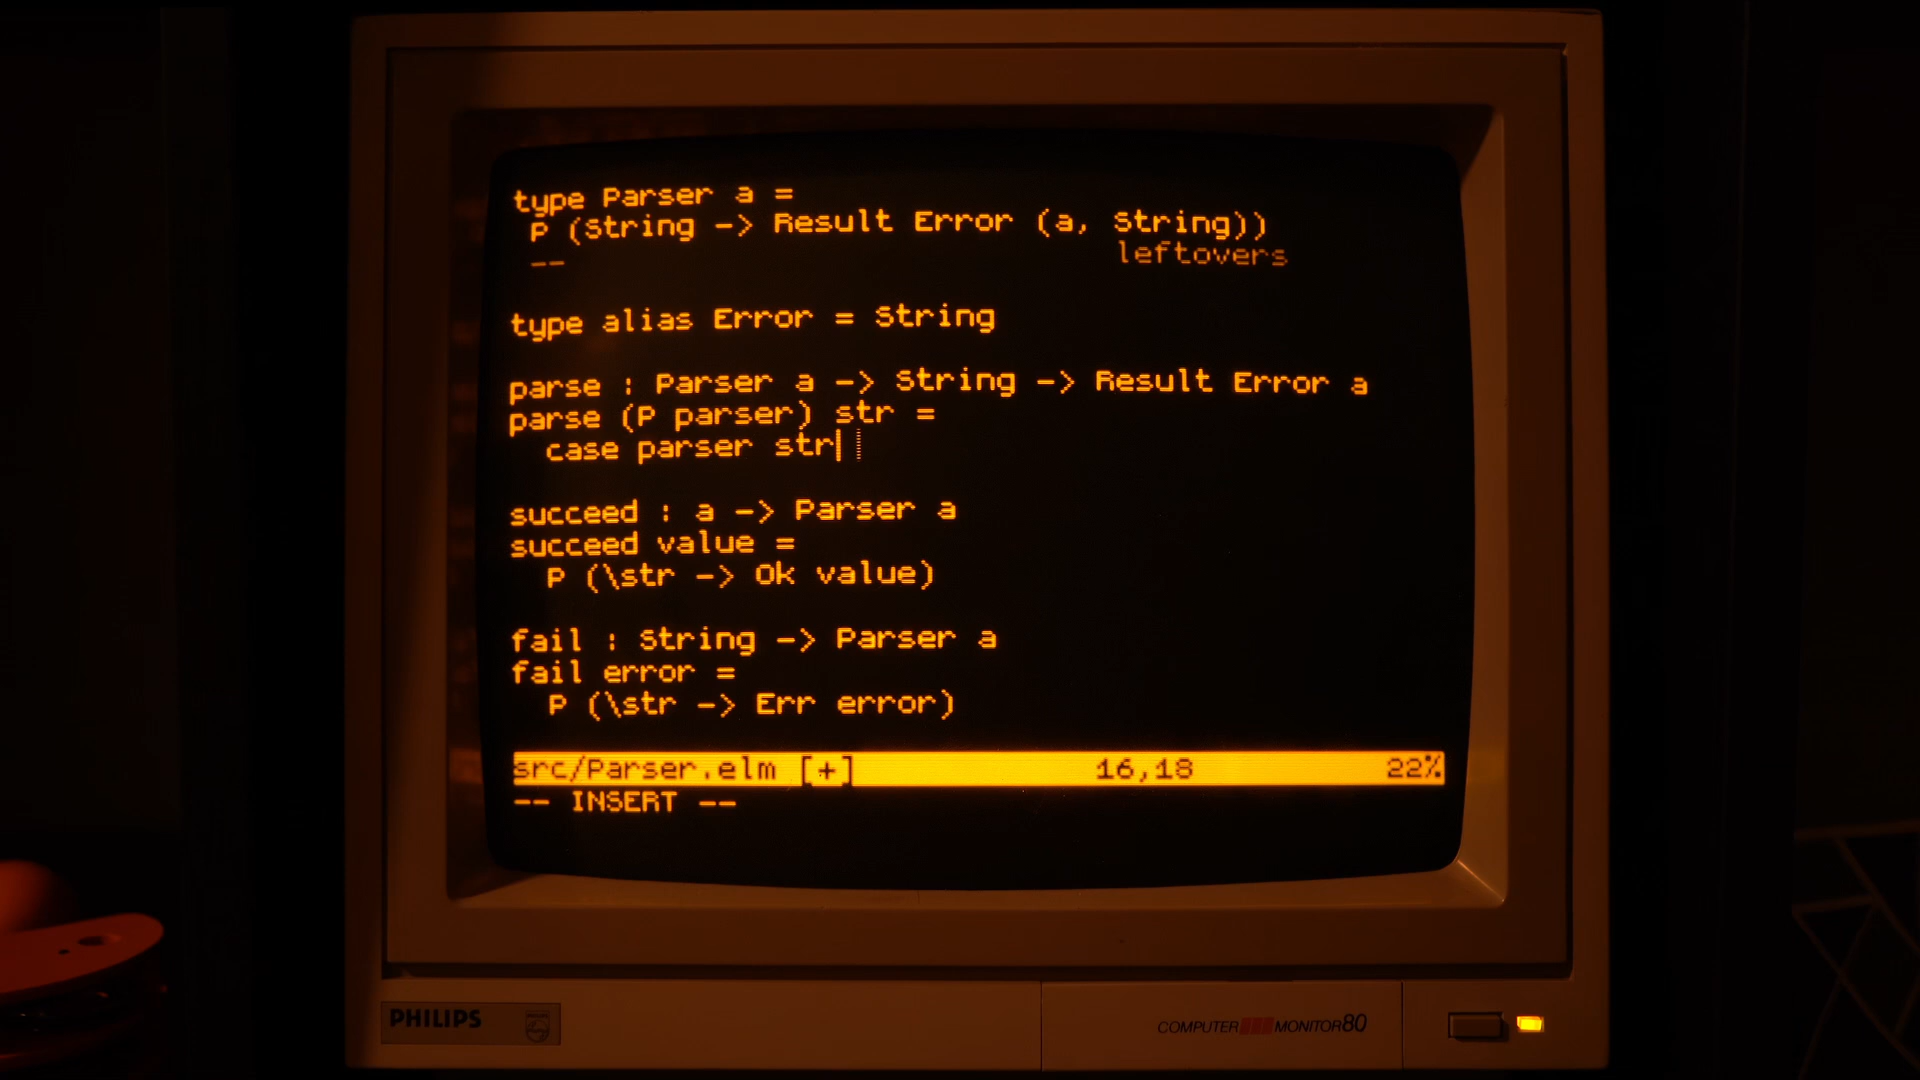 type Parser a =
  P (String -> Result Error (a, String))
  --                             leftovers

type alias Error = String

parse : Parser a -> String -> Result Error a
parse (P parser) str =
  case parser str

succeed : a -> Parser a
succeed value =
  P (\str -> Ok value)

fail : String -> Parser a
fail error =
  P (\str -> Err error)

src/Parser.elm [+]             16,18          22%
-- INSERT --
PHILIPS
COMPUTER MONITOR80